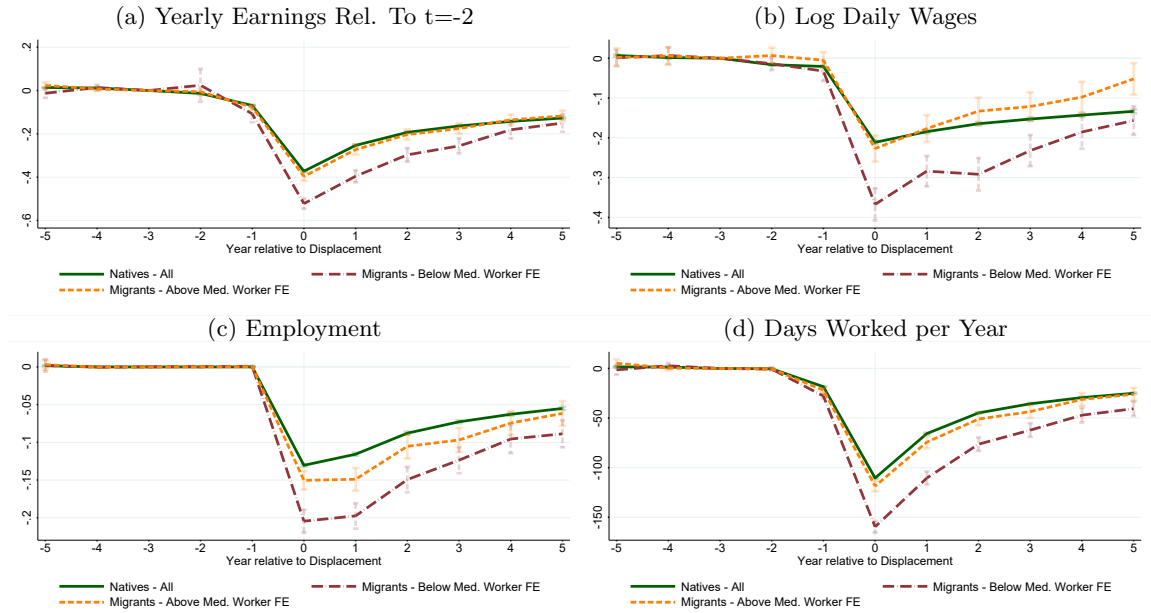 (a) Yearly Earnings Rel. To t=-2
.2
0
-.2
-.4
-.6
-5 -4 -3 -2 -1 0 1 2 3 4 5
Year relative to Displacement
Natives - All
Migrants - Below Med. Worker FE
Migrants - Above Med. Worker FE
(b) Log Daily Wages
0
-.1
-.2
-.3
-.4
-5 -4 -3 -2 -1 0 1 2 3 4 5
Year relative to Displacement
Natives - All
Migrants - Below Med. Worker FE
Migrants - Above Med. Worker FE
(c) Employment
0
-.05
-.1
-.15
-.2
-5 -4 -3 -2 -1 0 1 2 3 4 5
Year relative to Displacement
Natives - All
Migrants - Below Med. Worker FE
Migrants - Above Med. Worker FE
(d) Days Worked per Year
0
-50
-100
-150
-5 -4 -3 -2 -1 0 1 2 3 4 5
Year relative to Displacement
Natives - All
Migrants - Below Med. Worker FE
Migrants - Above Med. Worker FE